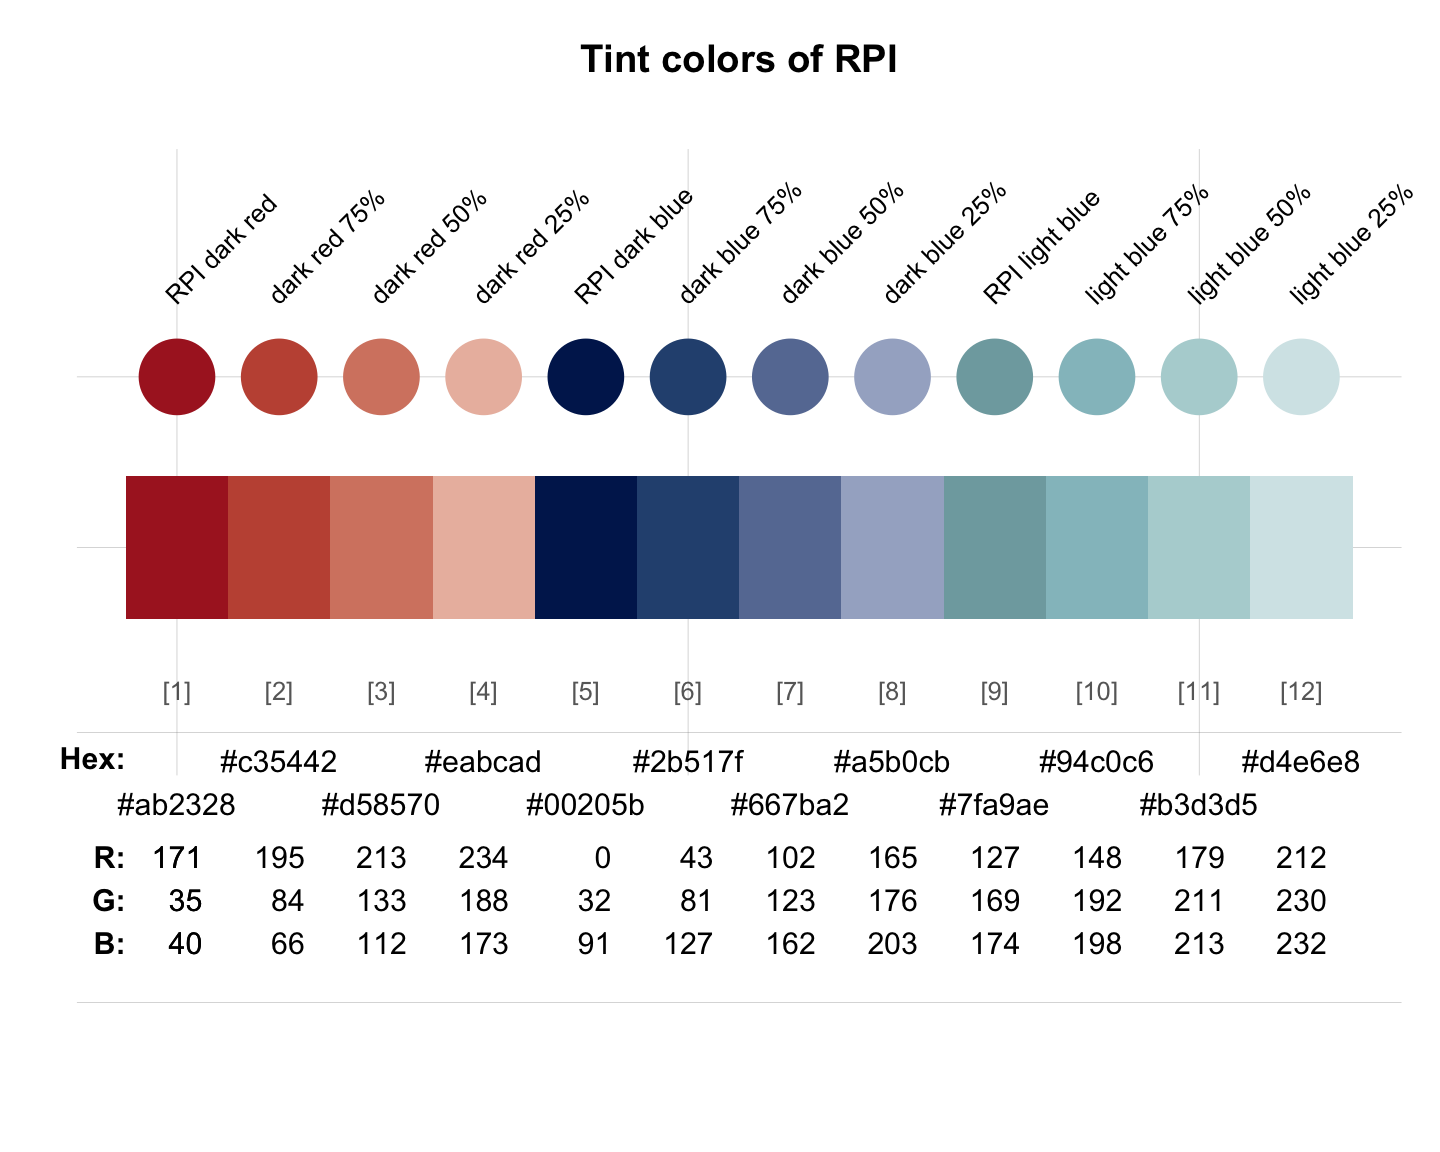 Tint colors of RPI
RPI dark red
dark red 75%
dark red 50%
dark red 25%
RPI dark blue
dark blue 75%
dark blue 50%
dark blue 25%
RPI light blue
light blue 75%
light blue 50%
light blue 25%
[1] [2] [3] [4] [5] [6] [7] [8] [9] [10] [11] [12]
Hex: #c35442 #eabcad #2b517f #a5b0cb #94c0c6 #d4e6e8
#ab2328 #d58570 #00205b #667ba2 #7fa9ae #b3d3d5
R: 171 195 213 234 0 43 102 165 127 148 179 212
G: 35 84 133 188 32 81 123 176 169 192 211 230
B: 40 66 112 173 91 127 162 203 174 198 213 232